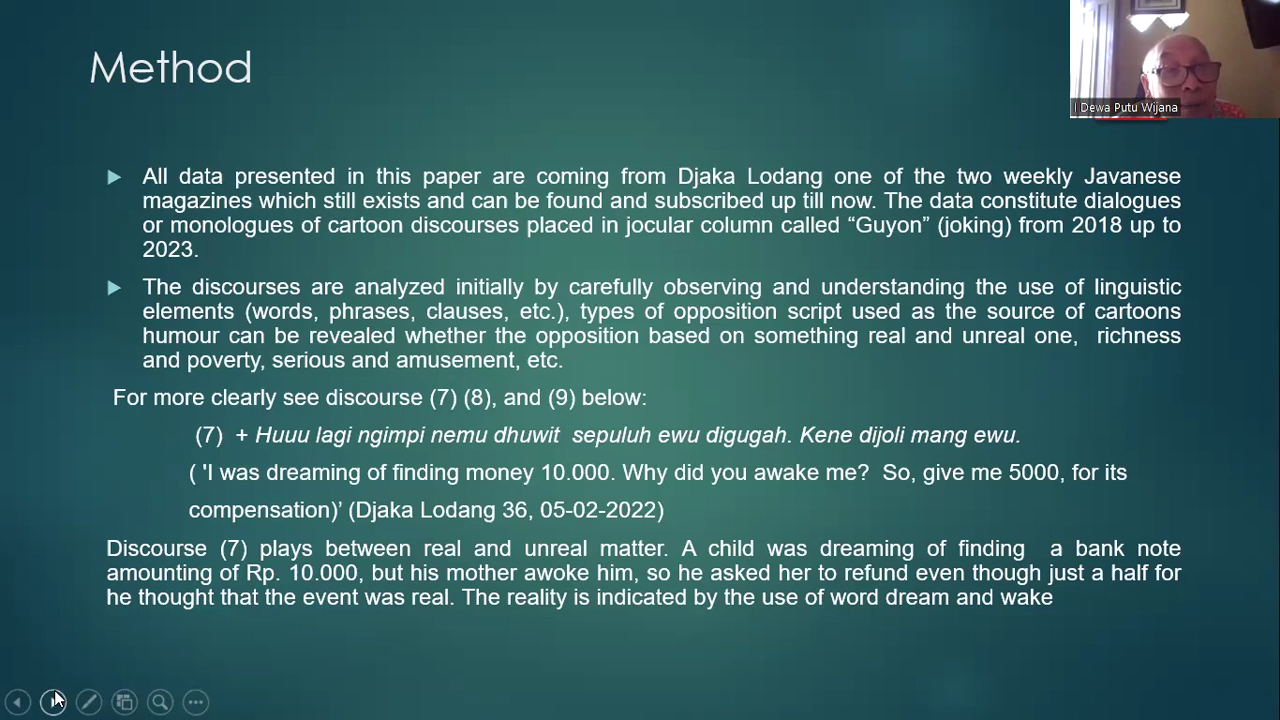 Method
I Dewa Putu Wijana
All data presented in this paper are coming from Djaka Lodang one of the two weekly Javanese
magazines which still exists and can be found and subscribed up till now. The data constitute dialogues
or monologues of cartoon discourses placed in jocular column called “Guyon” (joking) from 2018 up to
2023.
The discourses are analyzed initially by carefully observing and understanding the use of linguistic
elements (words, phrases, clauses, etc.), types of opposition script used as the source of cartoons
humour can be revealed whether the opposition based on something real and unreal one, richness
and poverty, serious and amusement, etc.
For more clearly see discourse (7) (8), and (9) below:
(7) + Huuu lagi ngimpi nemu dhuwit sepuluh ewu digugah. Kene dijoli mang ewu.
( 'I was dreaming of finding money 10.000. Why did you awake me? So, give me 5000, for its
compensation)’ (Djaka Lodang 36, 05-02-2022)
Discourse (7) plays between real and unreal matter. A child was dreaming of finding a bank note
amounting of Rp. 10.000, but his mother awoke him, so he asked her to refund even though just a half for
he thought that the event was real. The reality is indicated by the use of word dream and wake